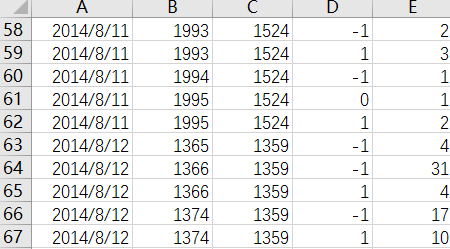 A B C D E
58 2014/8/11 1993 1524 -1 2
59 2014/8/11 1993 1524 1 3
60 2014/8/11 1994 1524 -1 1
61 2014/8/11 1995 1524 0 1
62 2014/8/11 1995 1524 1 2
63 2014/8/12 1365 1359 -1 4
64 2014/8/12 1366 1359 -1 31
65 2014/8/12 1366 1359 1 4
66 2014/8/12 1374 1359 -1 17
67 2014/8/12 1374 1359 1 10